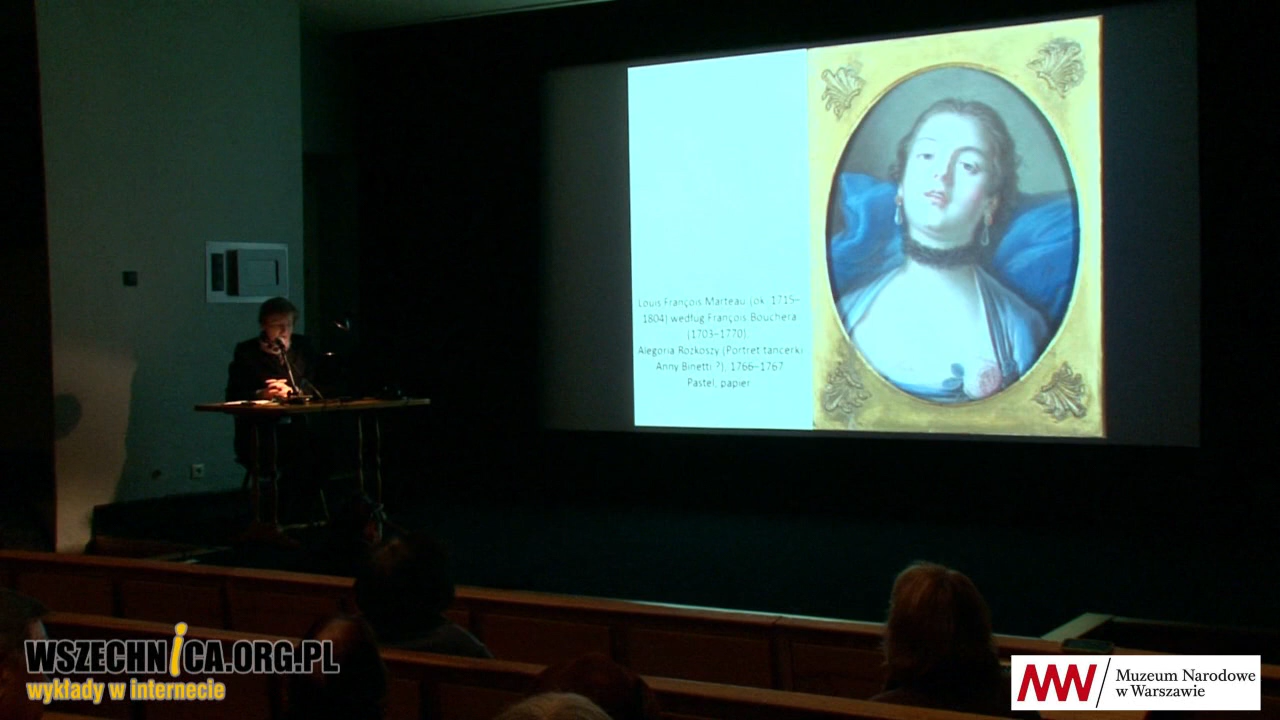 Louis François Marteau (ok. 1715–
1804) według François Bouchera
(1703–1770),
Alegoria Rozkoszy (Portret tancerki
Anny Binetti ?), 1766–1767
Pastel, papier
WSZECHNICA.ORG.PL
wykłady w internecie
MW
Muzeum Narodowe
w Warszawie